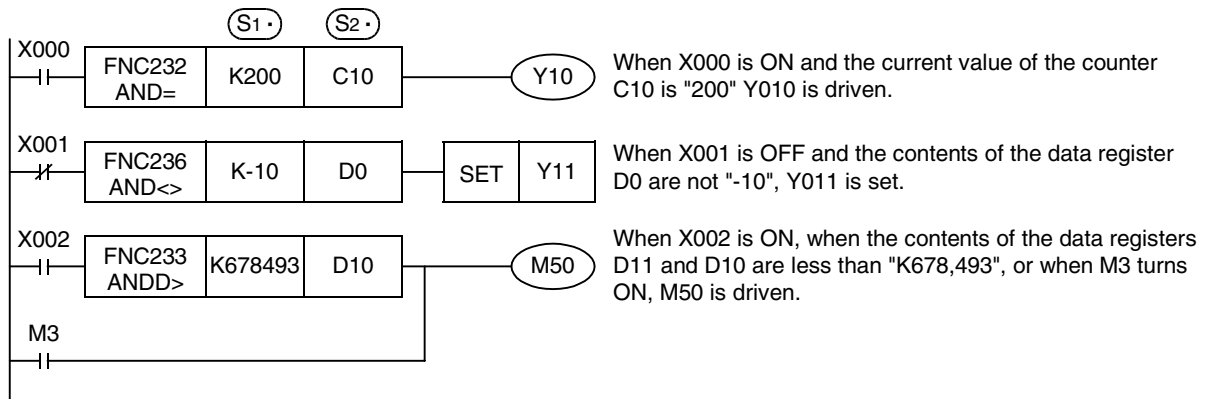 S1· S2·
X000
FNC232 K200 C10 Y10
AND=
When X000 is ON and the current value of the counter
C10 is "200" Y010 is driven.
X001
FNC236 K-10 D0 SET Y11
AND<>
When X001 is OFF and the contents of the data register
D0 are not "-10", Y011 is set.
X002
FNC233 K678493 D10 M50
ANDD>
When X002 is ON, when the contents of the data registers
D11 and D10 are less than "K678,493", or when M3 turns
ON, M50 is driven.
M3